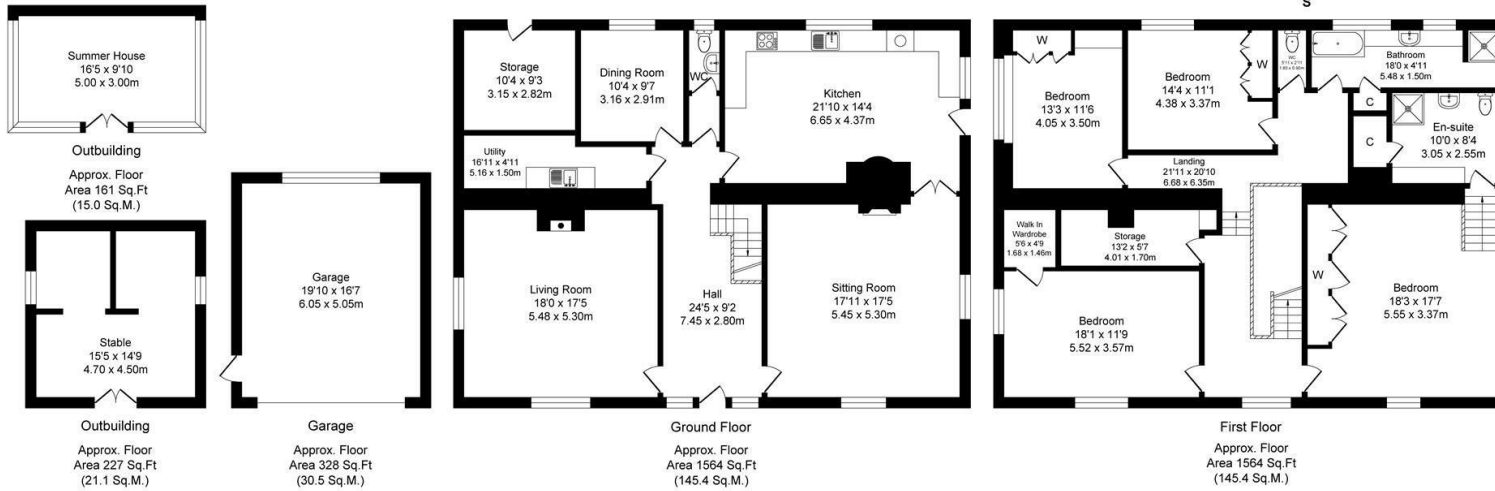 S
Summer House
16'5 x 9'10
5.00 x 3.00m
Outbuilding
Approx. Floor
Area 161 Sq.Ft
(15.0 Sq.M.)
Stable
15'5 x 14'9
4.70 x 4.50m
Outbuilding
Approx. Floor
Area 227 Sq.Ft
(21.1 Sq.M.)
Garage
19'10 x 16'7
6.05 x 5.05m
Garage
Approx. Floor
Area 328 Sq.Ft
(30.5 Sq.M.)
Storage
10'4 x 9'3
3.15 x 2.82m
Dining Room
10'4 x 9'7
3.16 x 2.91m
WC
Kitchen
21'10 x 14'4
6.65 x 4.37m
Utility
16'11 x 4'11
5.16 x 1.50m
Living Room
18'0 x 17'5
5.48 x 5.30m
Hall
24'5 x 9'2
7.45 x 2.80m
Sitting Room
17'11 x 17'5
5.45 x 5.30m
Ground Floor
Approx. Floor
Area 1564 Sq.Ft
(145.4 Sq.M.)
W
Bedroom
13'3 x 11'6
4.05 x 3.50m
Bedroom
14'4 x 11'1
4.38 x 3.37m
W
WC
5'11 x 2'11
Bathroom
18'0 x 4'11
5.48 x 1.50m
C
C
En-suite
10'0 x 8'4
3.05 x 2.55m
Landing
21'11 x 20'10
6.68 x 6.35m
Walk In
Wardrobe
5'6 x 4'9
1.68 x 1.46m
Storage
13'2 x 5'7
4.01 x 1.70m
W
Bedroom
18'3 x 17'7
5.55 x 3.37m
Bedroom
18'1 x 11'9
5.52 x 3.57m
First Floor
Approx. Floor
Area 1564 Sq.Ft
(145.4 Sq.M.)